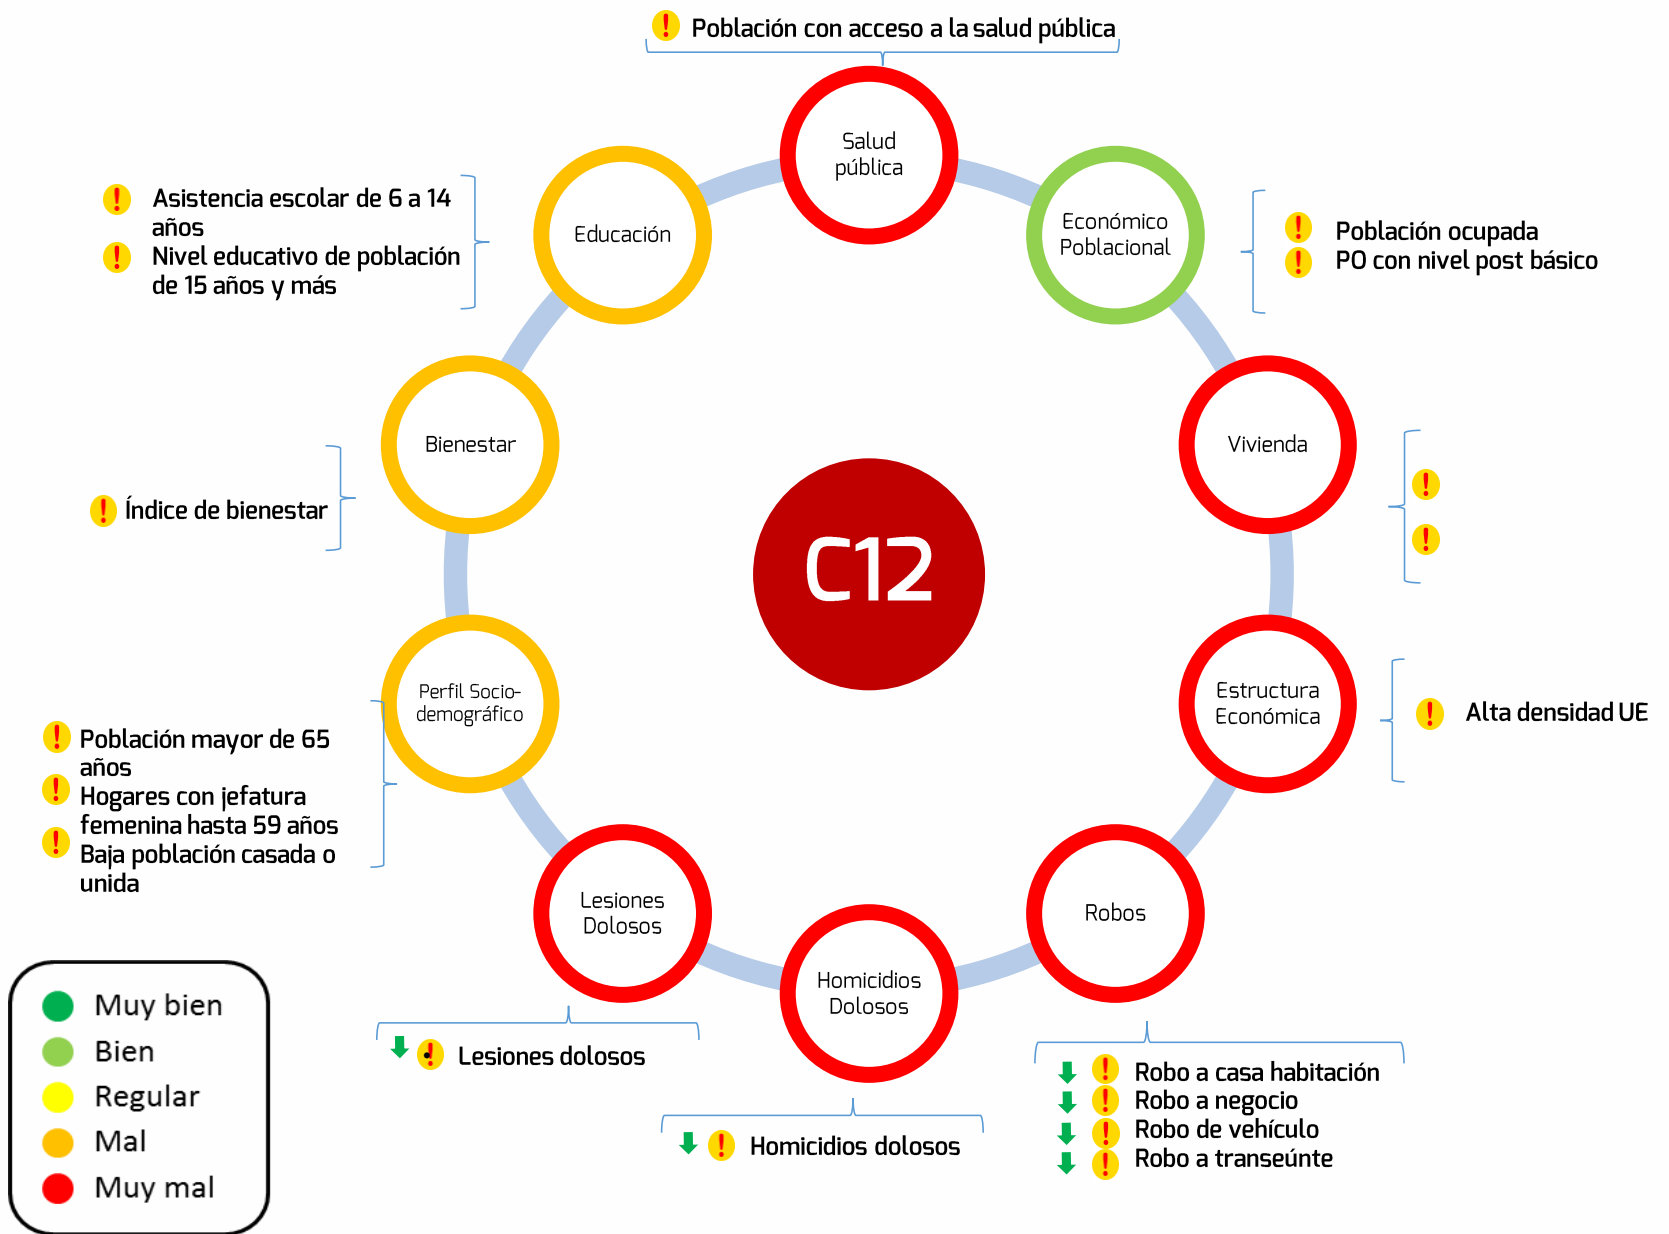 Población con acceso a la salud pública
Salud
pública
Económico
Poblacional
Población ocupada
PO con nivel post básico
Vivienda
Estructura
Económica
Alta densidad UE
Robos
Robo a casa habitación
Robo a negocio
Robo de vehículo
Robo a transeúnte
Homicidios
Dolosos
Homicidios dolosos
Lesiones
Dolosos
Lesiones dolosos
Perfil Socio-
demográfico
Población mayor de 65
años
Hogares con jefatura
femenina hasta 59 años
Baja población casada o
unida
Bienestar
Índice de bienestar
Educación
Asistencia escolar de 6 a 14
años
Nivel educativo de población
de 15 años y más
C12
Muy bien
Bien
Regular
Mal
Muy mal